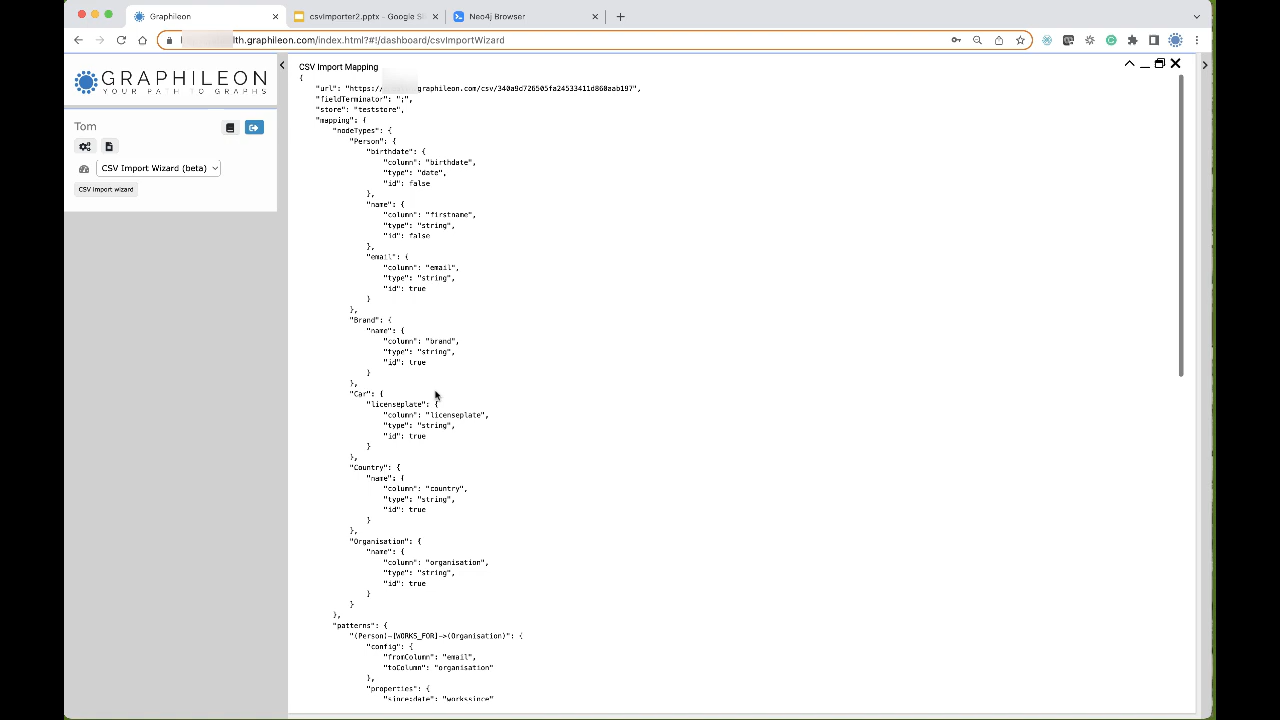 Graphileon
csvImporter2.pptx - Google Sl
Neo4j Browser
lth.graphileon.com/index.html?#!/dashboard/csvImportWizard
GRAPHILEON
YOUR PATH TO GRAPHS
Tom
CSV Import Wizard (beta)
CSV import wizard
CSV Import Mapping
{
"url": "https:/ graphileon.com/csv/340a9d726505fa24533411d860aab197",
"fieldTerminator": ";",
"store": "teststore",
"mapping": {
"nodeTypes": {
"Person": {
"birthdate": {
"column": "birthdate",
"type": "date",
"id": false
},
"name": {
"column": "firstname",
"type": "string",
"id": false
},
"email": {
"column": "email",
"type": "string",
"id": true
}
},
"Brand": {
"name": {
"column": "brand",
"type": "string",
"id": true
}
},
"Car": {
"licenseplate": {
"column": "licenseplate",
"type": "string",
"id": true
}
},
"Country": {
"name": {
"column": "country",
"type": "string",
"id": true
}
},
"Organisation": {
"name": {
"column": "organisation",
"type": "string",
"id": true
}
}
},
"patterns": {
"(Person)-[WORKS_FOR]->(Organisation)": {
"config": {
"fromColumn": "email",
"toColumn": "organisation"
},
"properties": {
"since:date": "workssince"